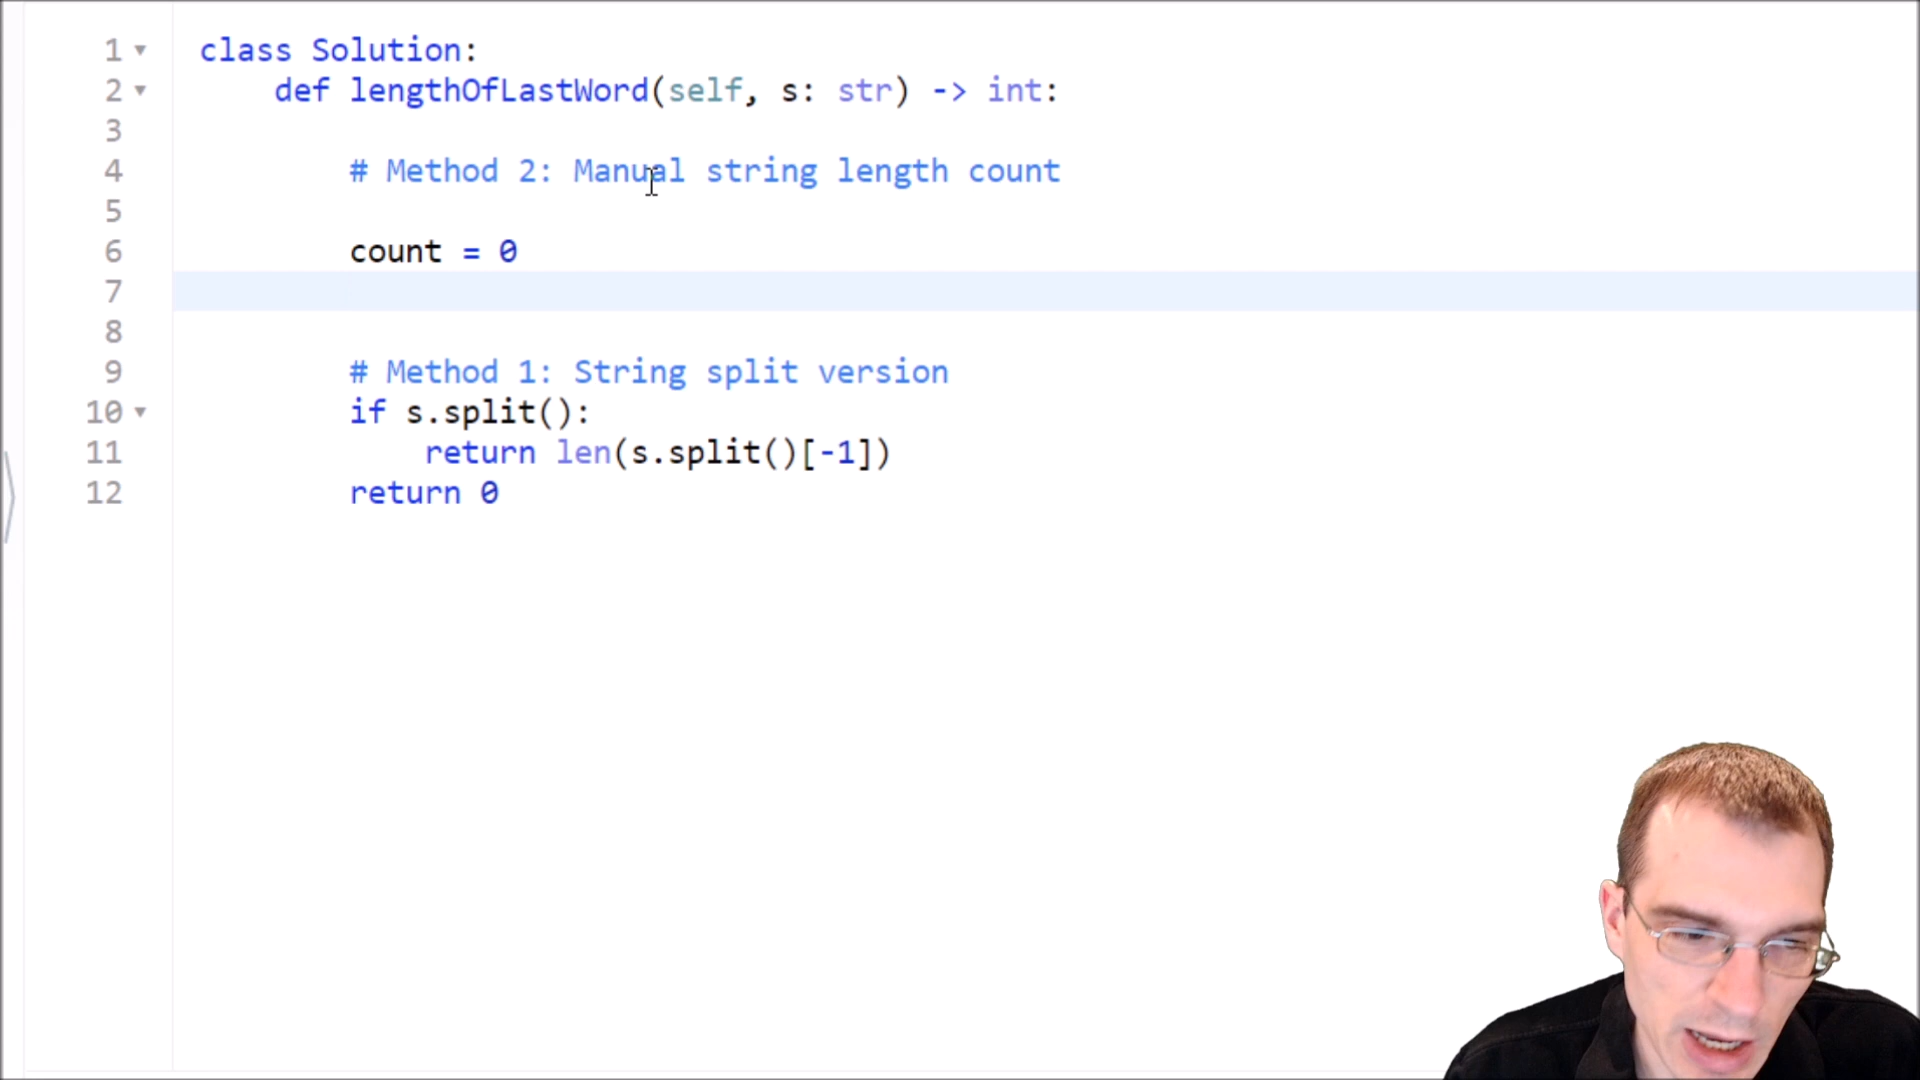 1 class Solution:
2 def lengthOfLastWord(self, s: str) -> int:
3
4 # Method 2: Manual string length count
5
6 count = 0
7
8
9 # Method 1: String split version
10 if s.split():
11 return len(s.split()[-1])
12 return 0